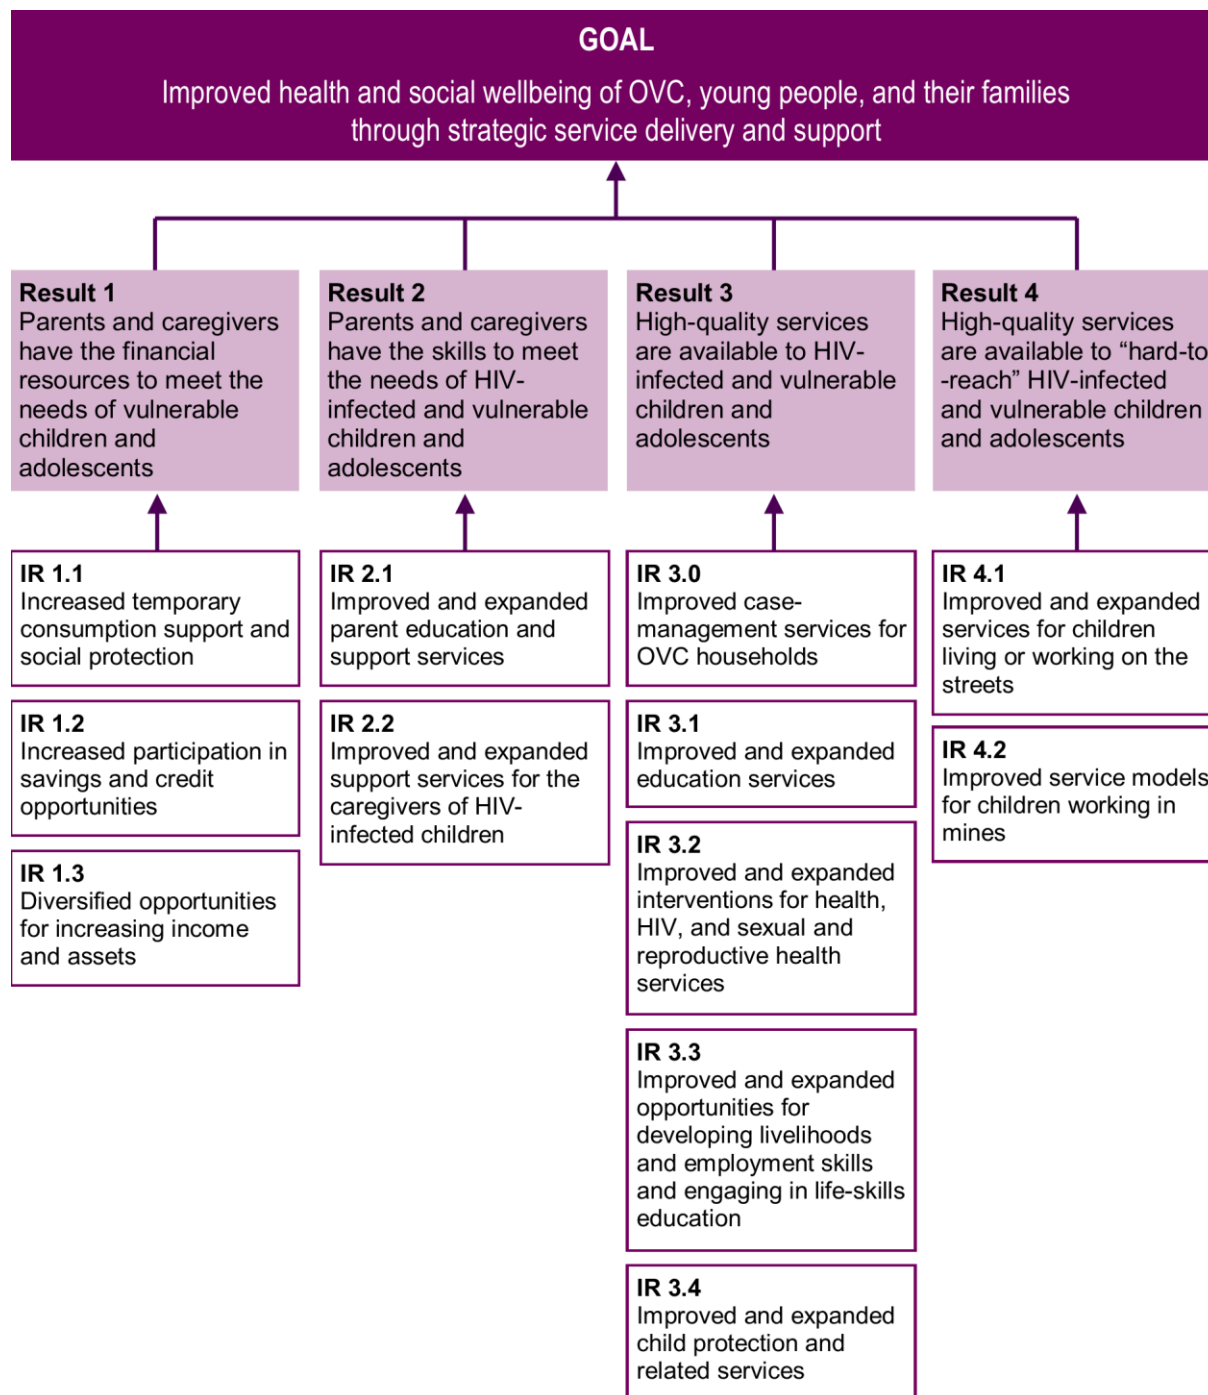 GOAL
Improved health and social wellbeing of OVC, young people, and their families
through strategic service delivery and support
Result 1
Parents and caregivers
have the financial
resources to meet the
needs of vulnerable
children and
adolescents
Result 2
Parents and caregivers
have the skills to meet
the needs of HIV-
infected and vulnerable
children and
adolescents
Result 3
High-quality services
are available to HIV-
infected and vulnerable
children and
adolescents
Result 4
High-quality services
are available to “hard-to
-reach” HIV-infected
and vulnerable children
and adolescents
IR 1.1
Increased temporary
consumption support and
social protection
IR 1.2
Increased participation in
savings and credit
opportunities
IR 1.3
Diversified opportunities
for increasing income
and assets
IR 2.1
Improved and expanded
parent education and
support services
IR 2.2
Improved and expanded
support services for the
caregivers of HIV-
infected children
IR 3.0
Improved case-
management services for
OVC households
IR 3.1
Improved and expanded
education services
IR 3.2
Improved and expanded
interventions for health,
HIV, and sexual and
reproductive health
services
IR 3.3
Improved and expanded
opportunities for
developing livelihoods
and employment skills
and engaging in life-skills
education
IR 3.4
Improved and expanded
child protection and
related services
IR 4.1
Improved and expanded
services for children
living or working on the
streets
IR 4.2
Improved service models
for children working in
mines